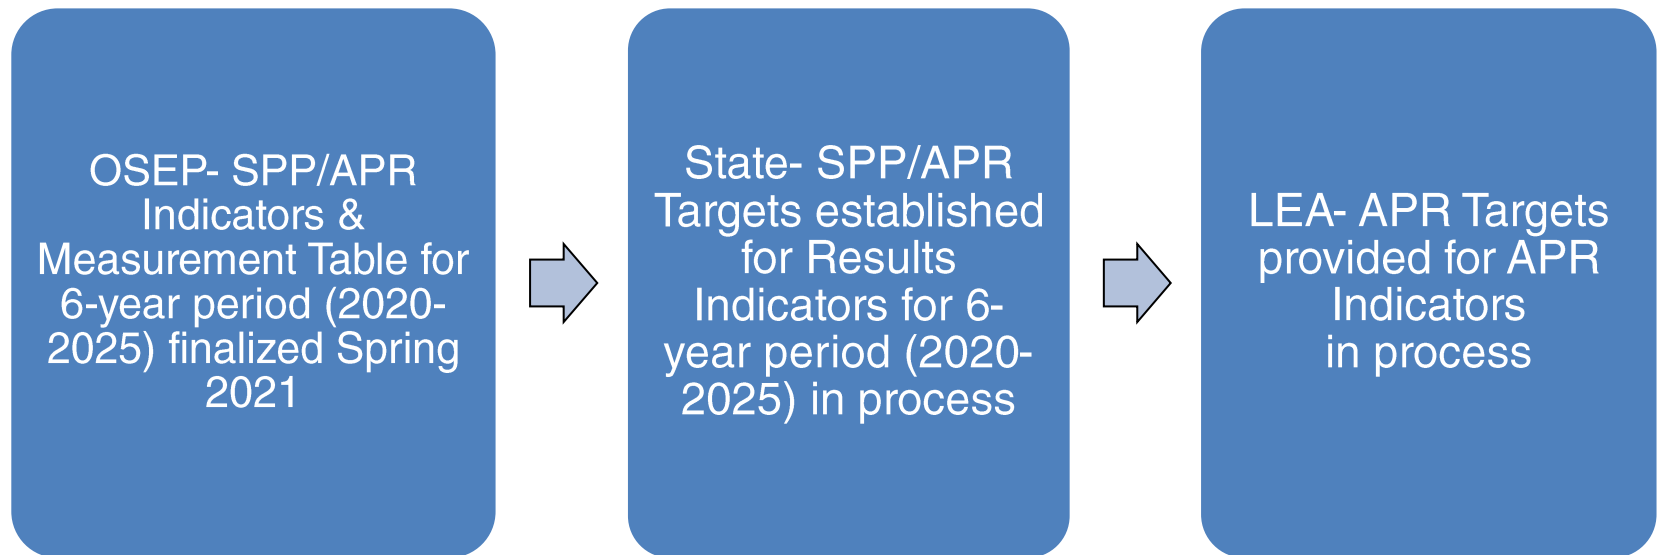 OSEP- SPP/APR
Indicators &
Measurement Table for
6-year period (2020-
2025) finalized Spring
2021
State- SPP/APR
Targets established
for Results
Indicators for 6-
year period (2020-
2025) in process
LEA- APR Targets
provided for APR
Indicators
in process